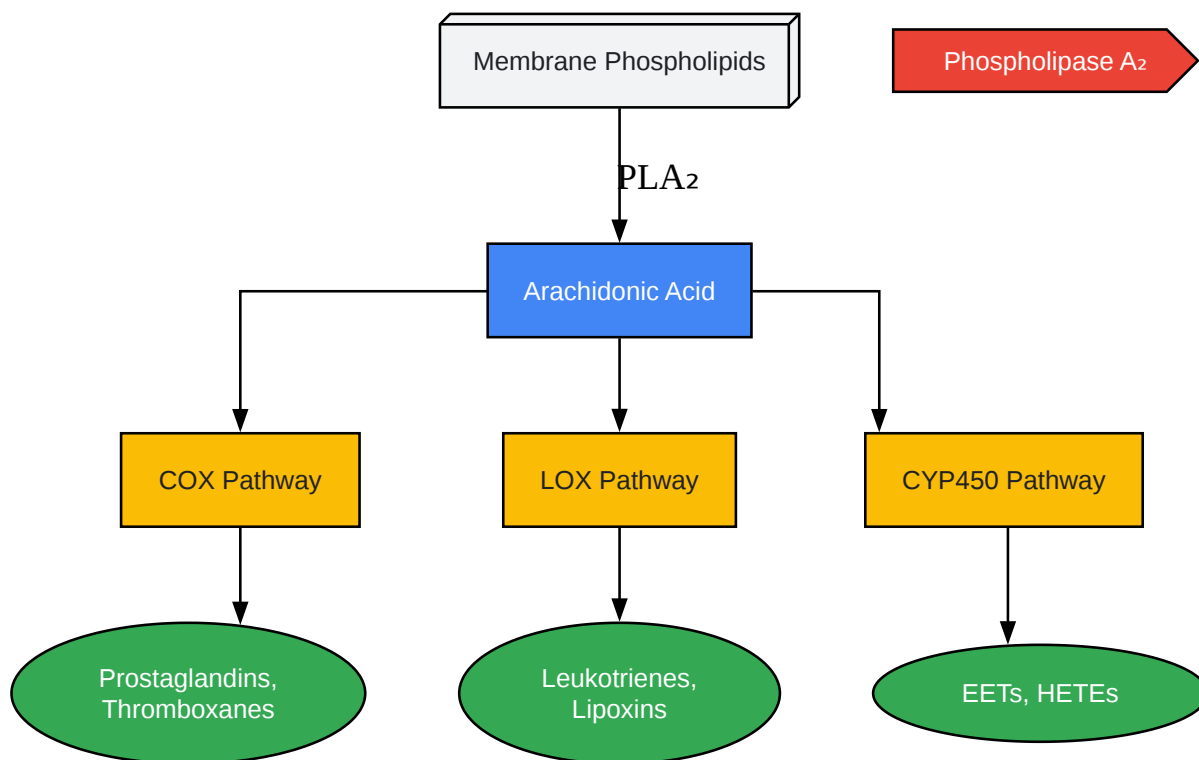 Membrane Phospholipids
Phospholipase A₂
PLA₂
Arachidonic Acid
COX Pathway
LOX Pathway
CYP450 Pathway
Prostaglandins,
Thromboxanes
Leukotrienes,
Lipoxins
EETs, HETEs